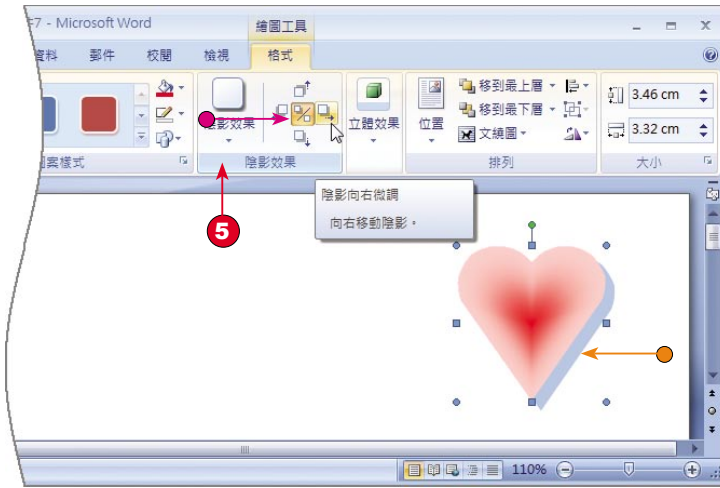 件7 - Microsoft Word 繪圖工具
資料 郵件 校閱 檢視 格式
陰影效果 立體效果 位置 移到最上層 3.46 cm
移到最下層 3.32 cm
文繞圖
圖案樣式 陰影效果 排列 大小
陰影向右微調
向右移動陰影。
5
110%